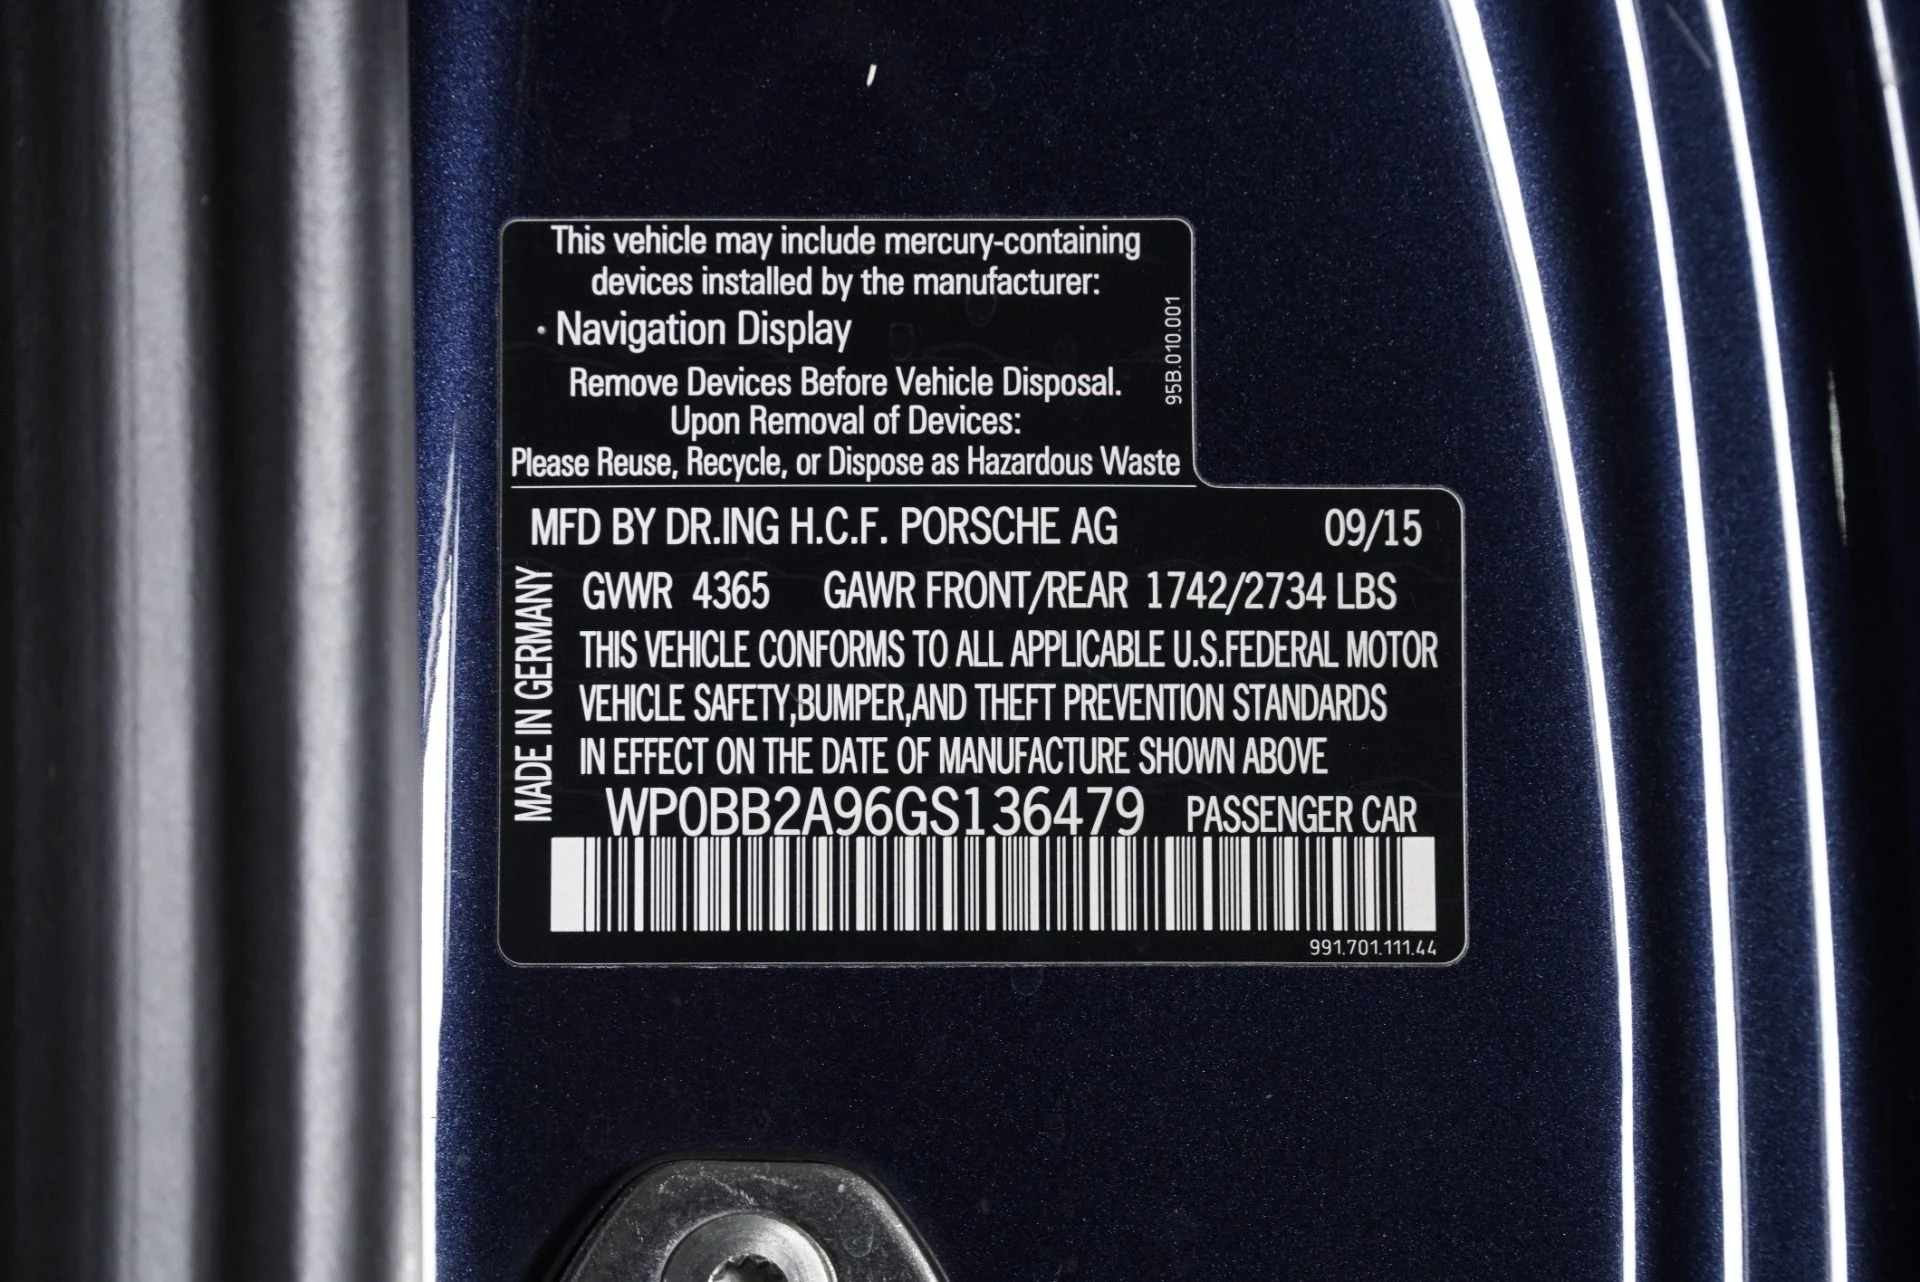 This vehicle may include mercury-containing
devices installed by the manufacturer:
· Navigation Display
Remove Devices Before Vehicle Disposal.
Upon Removal of Devices:
Please Reuse, Recycle, or Dispose as Hazardous Waste
95B.010.001
MFD BY DR.ING H.C.F. PORSCHE AG 09/15
GVWR 4365 GAWR FRONT/REAR 1742/2734 LBS
THIS VEHICLE CONFORMS TO ALL APPLICABLE U.S.FEDERAL MOTOR
VEHICLE SAFETY,BUMPER,AND THEFT PREVENTION STANDARDS
IN EFFECT ON THE DATE OF MANUFACTURE SHOWN ABOVE
MADE IN GERMANY
WP0BB2A96GS136479 PASSENGER CAR
991.701.111.44